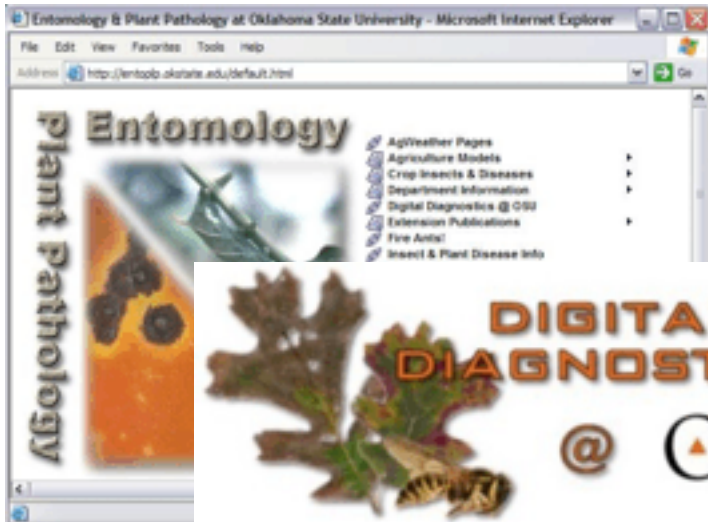 Entomology & Plant Pathology at Oklahoma State University - Microsoft Internet Explorer
File Edit View Favorites Tools Help
Address http://entoplp.okstate.edu/default.html Go
Entomology
Plant Pathology
AgWeather Pages
Agriculture Models
Crop Insects & Diseases
Department Information
Digital Diagnostics @ OSU
Extension Publications
Fire Ants!
Insect & Plant Disease Info
DIGITA
DIAGNOST
@